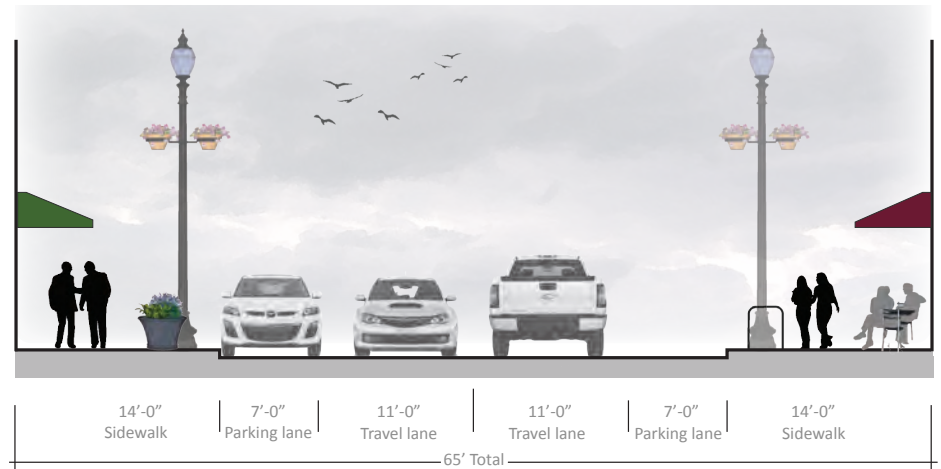 14’-0”
Sidewalk
7’-0”
Parking lane
11’-0”
Travel lane
11’-0”
Travel lane
7’-0”
Parking lane
14’-0”
Sidewalk
65’ Total